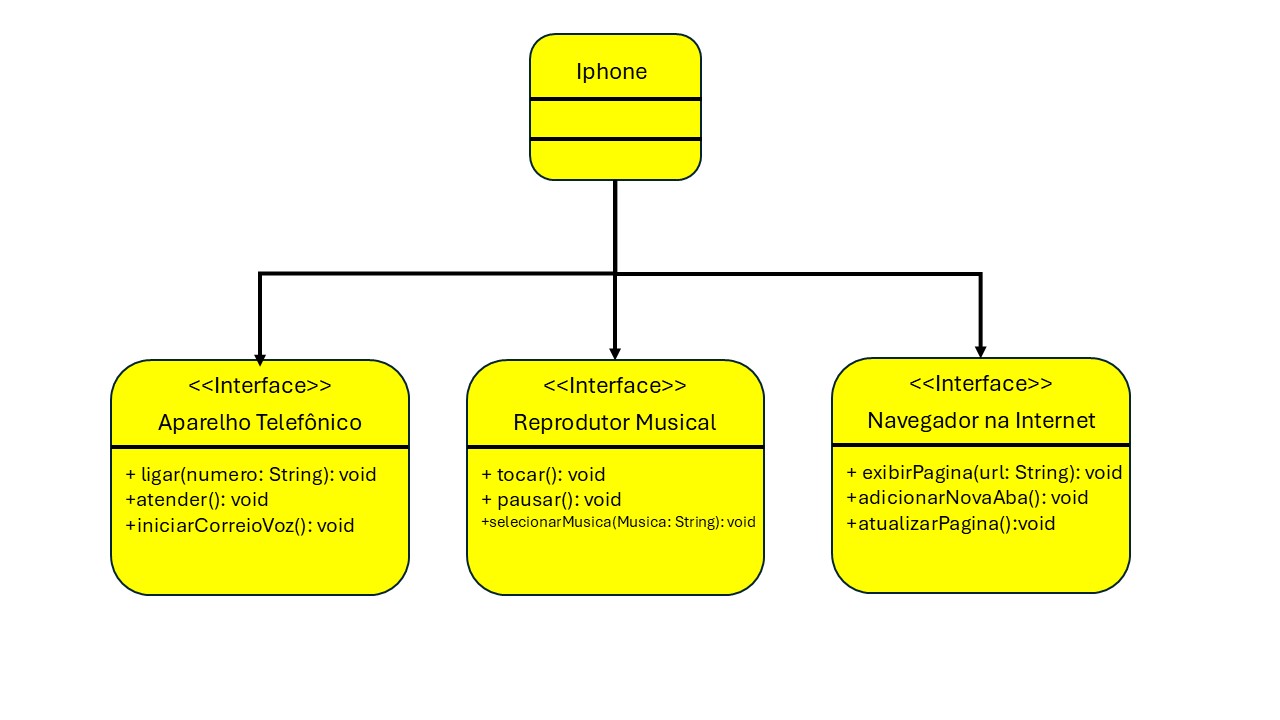 Iphone
<<Interface>>
Aparelho Telefônico
+ ligar(numero: String): void
+atender(): void
+iniciarCorreioVoz(): void
<<Interface>>
Reprodutor Musical
+ tocar(): void
+ pausar(): void
+selecionarMusica(Musica: String): void
<<Interface>>
Navegador na Internet
+ exibirPagina(url: String): void
+adicionarNovaAba(): void
+atualizarPagina():void